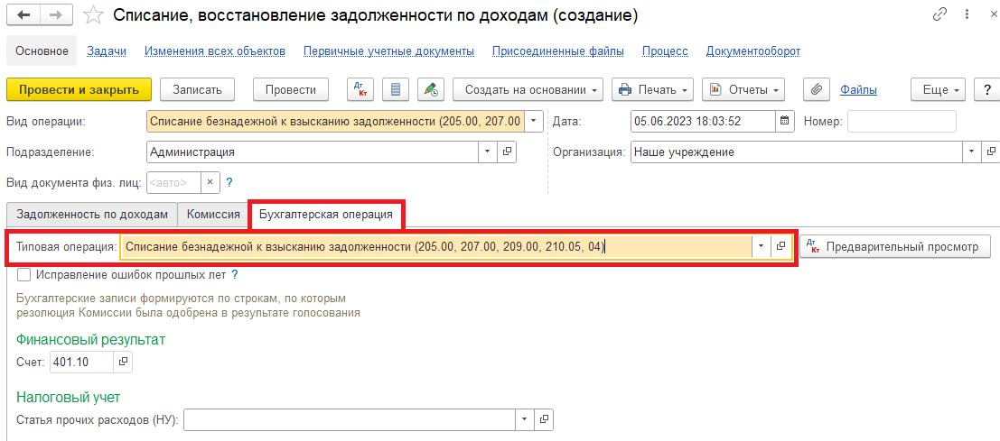 Списание, восстановление задолженности по доходам (создание)
Основное Задачи Изменения всех объектов Первичные учетные документы Присоединенные файлы Процесс Документооборот
Провести и закрыть Записать Провести Дт Кт Создать на основании Печать Отчеты Файлы Еще ?
Вид операции: Списание безнадежной к взысканию задолженности (205.00, 207.00 Дата: 05.06.2023 18:03:52 Номер:
Подразделение: Администрация Организация: Наше учреждение
Вид документа физ. лиц: <авто> × ?
Задолженность по доходам Комиссия Бухгалтерская операция
Типовая операция: Списание безнадежной к взысканию задолженности (205.00, 207.00, 209.00, 210.05, 04) Дт Кт Предварительный просмотр
Исправление ошибок прошлых лет ?
Бухгалтерские записи формируются по строкам, по которым
резолюция Комиссии была одобрена в результате голосования
Финансовый результат
Счет: 401.10
Налоговый учет
Статья прочих расходов (НУ):